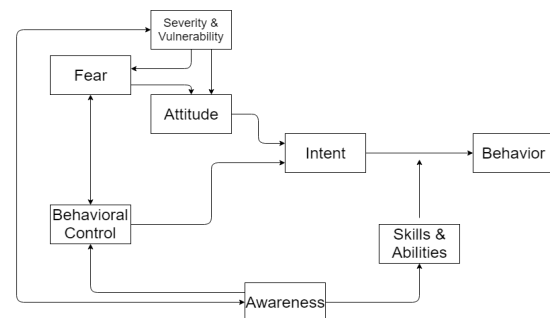 Severity &
Vulnerability
Fear
Attitude
Intent
Behavior
Behavioral
Control
Skills &
Abilities
Awareness